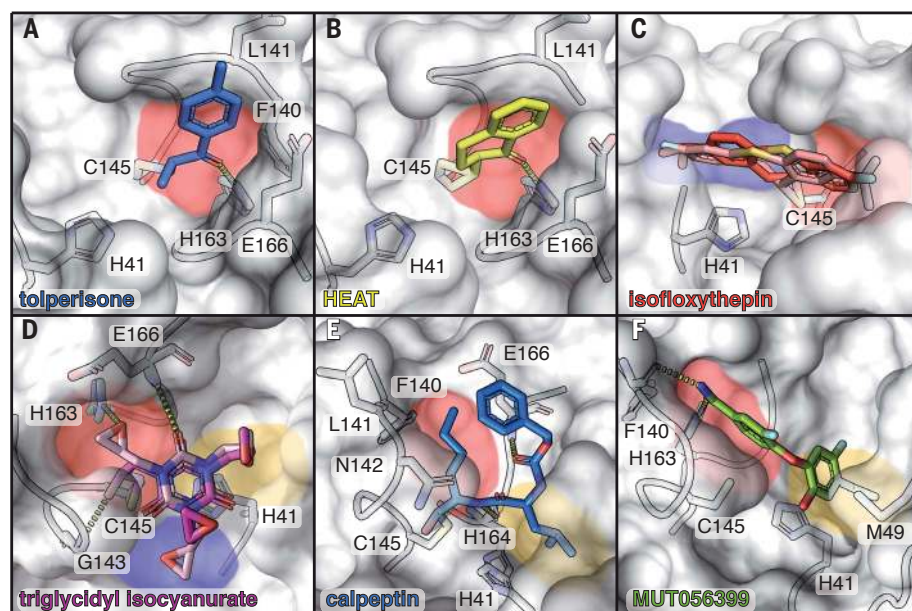 A
L141
F140
C145
H163
E166
H41
tolperisone
B
L141
C145
H163
E166
H41
HEAT
C
C145
H41
isofloxythepin
D
E166
H163
C145
H41
G143
triglycidyl isocyanurate
E
E166
F140
L141
N142
C145
H164
H41
calpeptin
F
F140
H163
C145
M49
H41
MUT056399